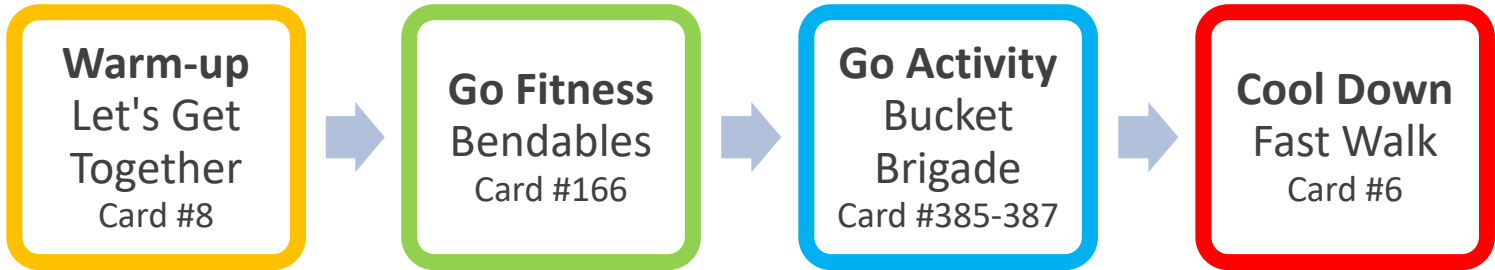 Warm-up
Let's Get
Together
Card #8
Go Fitness
Bendables
Card #166
Go Activity
Bucket
Brigade
Card #385-387
Cool Down
Fast Walk
Card #6